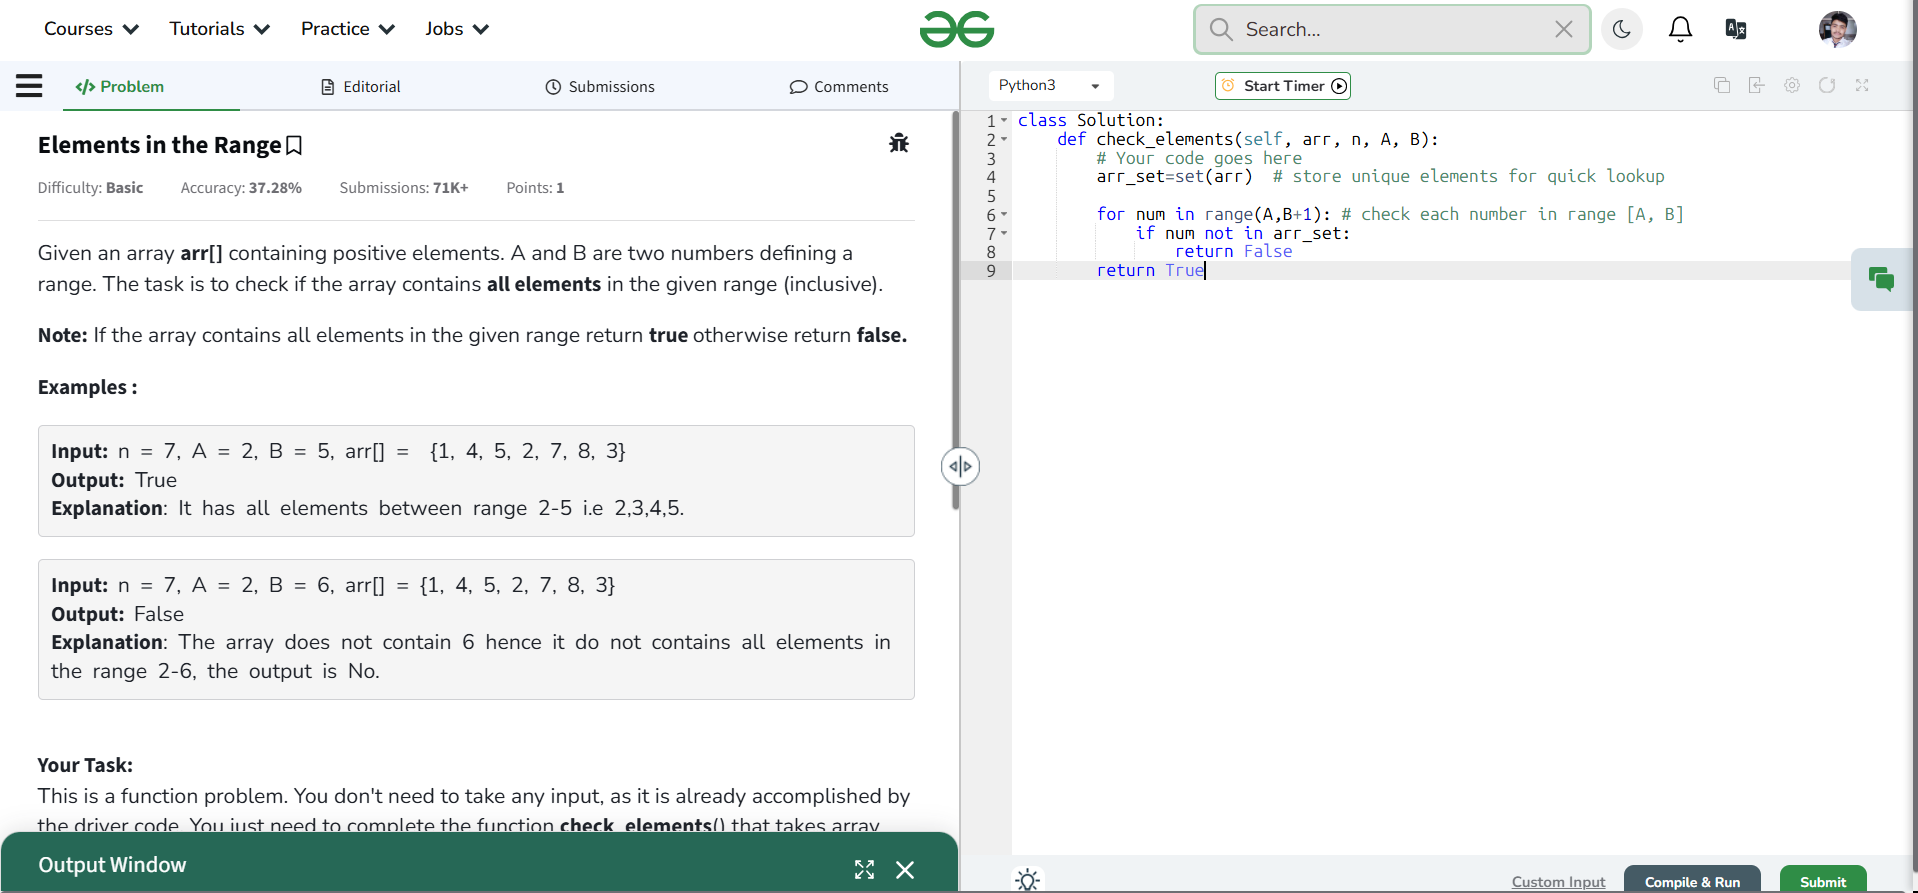 Courses Tutorials Practice Jobs Search...
Problem Editorial Submissions Comments
Elements in the Range
Difficulty: Basic Accuracy: 37.28% Submissions: 71K+ Points: 1
Given an array arr[] containing positive elements. A and B are two numbers defining a
range. The task is to check if the array contains all elements in the given range (inclusive).
Note: If the array contains all elements in the given range return true otherwise return false.
Examples :
Input: n = 7, A = 2, B = 5, arr[] = {1, 4, 5, 2, 7, 8, 3}
Output: True
Explanation: It has all elements between range 2-5 i.e 2,3,4,5.
Input: n = 7, A = 2, B = 6, arr[] = {1, 4, 5, 2, 7, 8, 3}
Output: False
Explanation: The array does not contain 6 hence it do not contains all elements in
the range 2-6, the output is No.
Your Task:
This is a function problem. You don't need to take any input, as it is already accomplished by
the driver code. You just need to complete the function check_elements() that takes array
Output Window
Python3 Start Timer
1 class Solution:
2 def check_elements(self, arr, n, A, B):
3 # Your code goes here
4 arr_set=set(arr) # store unique elements for quick lookup
5
6 for num in range(A,B+1): # check each number in range [A, B]
7 if num not in arr_set:
8 return False
9 return True
Custom Input Compile & Run Submit